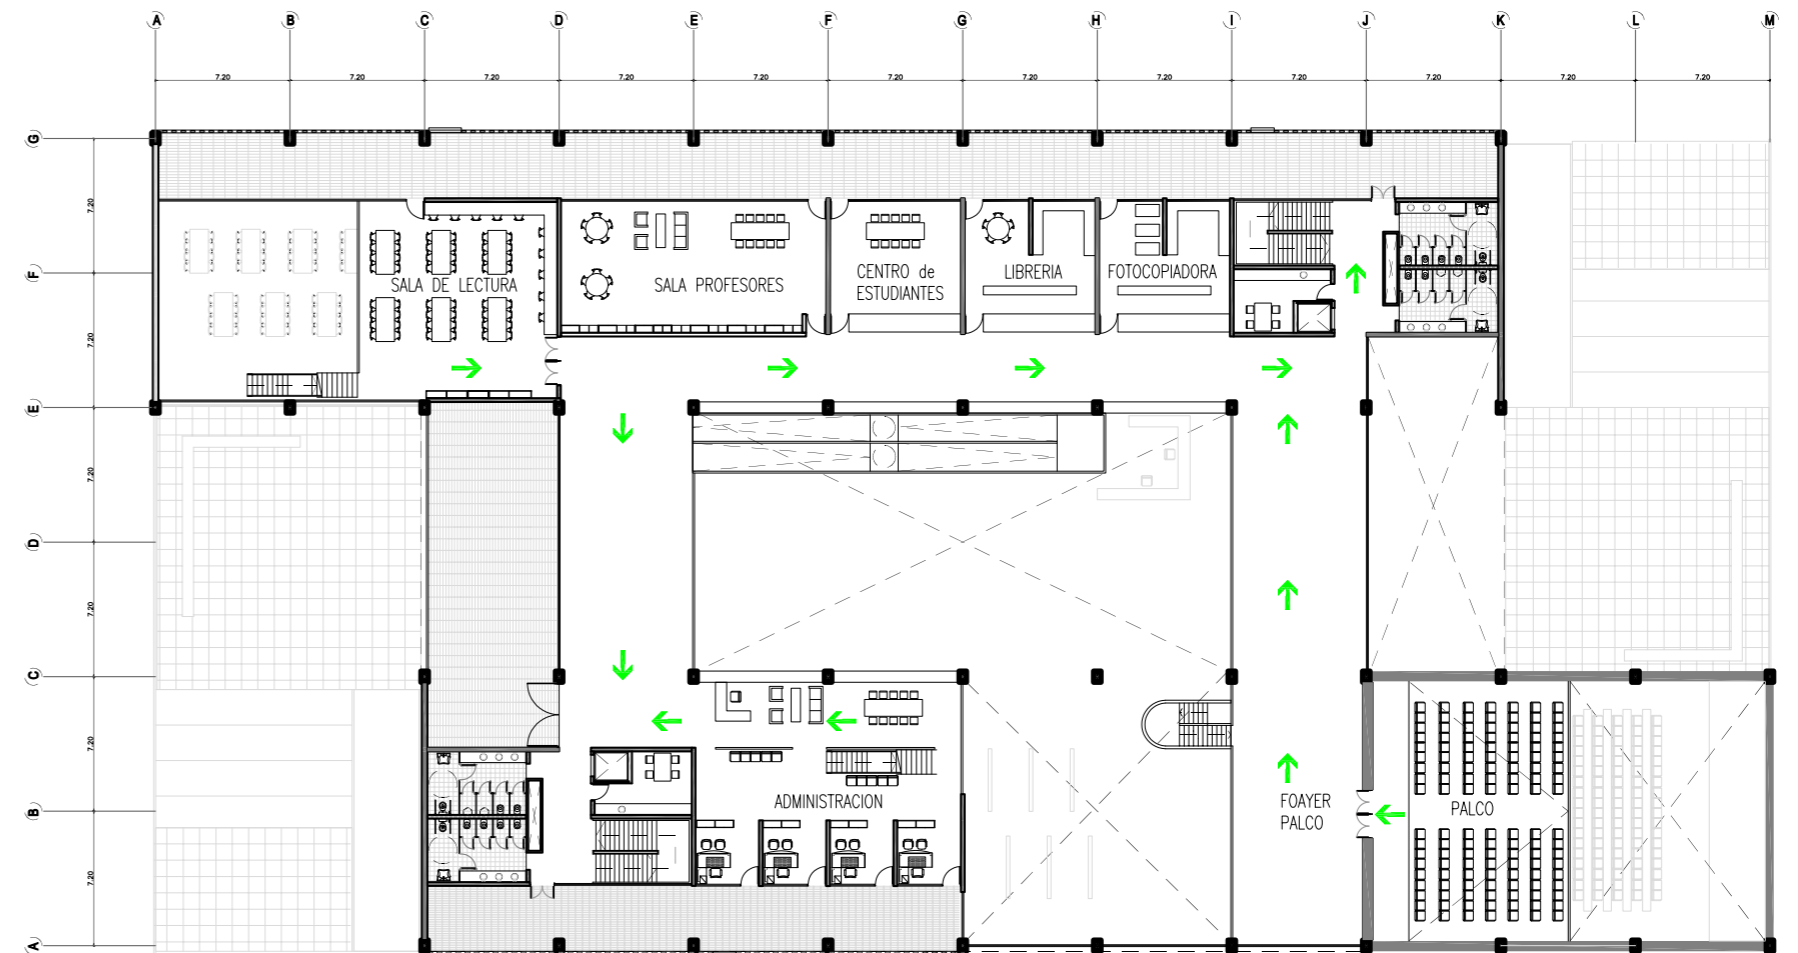 A B C D E F G H I J K L M
7.20 7.20 7.20 7.20 7.20 7.20 7.20 7.20 7.20 7.20 7.20 7.20
G
7.20
F
7.20
E
7.20
D
7.20
C
7.20
B
7.20
A
SALA DE LECTURA
SALA PROFESORES
CENTRO de
ESTUDIANTES
LIBRERIA
FOTOCOPIADORA
ADMINISTRACION
FOAYER
PALCO
PALCO